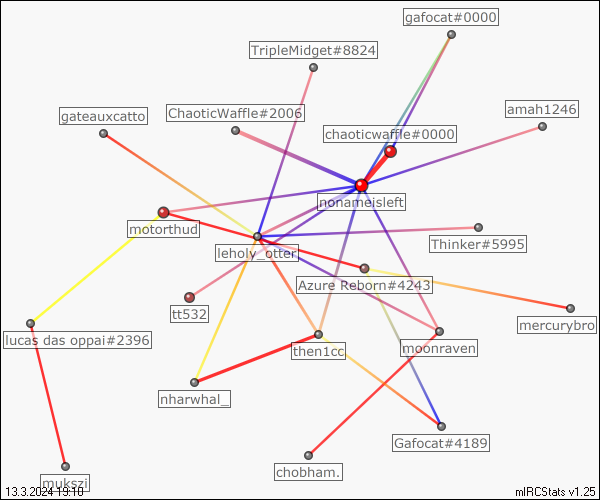 gafocat#0000
TripleMidget#8824
amah1246
ChaoticWaffle#2006
gateauxcatto
chaoticwaffle#0000
nonameisleft
motorthud
Thinker#5995
leholy_otter
Azure Reborn#4243
tt532
mercurybro
lucas das oppai#2396
then1cc
moonraven
nharwhal_
Gafocat#4189
chobham.
mukszi
13.3.2024 19:10
mIRCStats v1.25